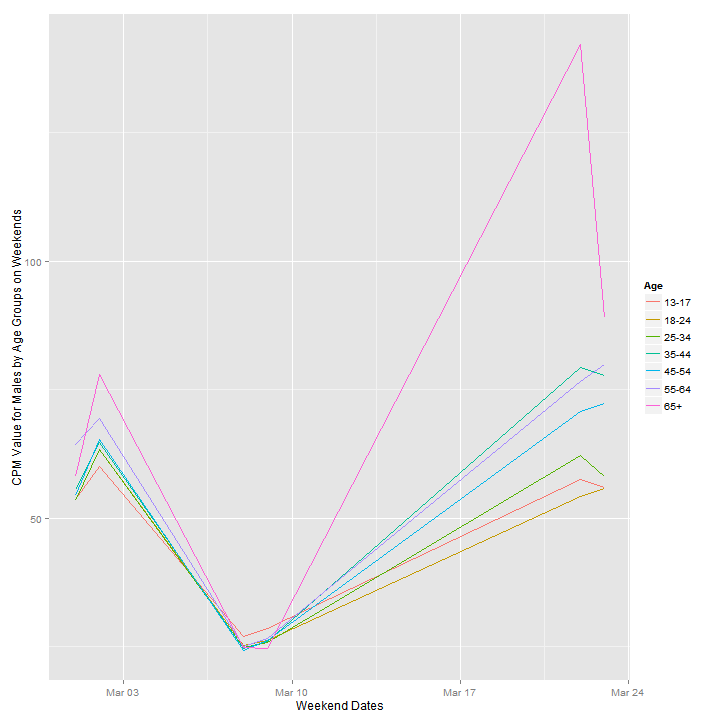 CPM Value for Males by Age Groups on Weekends
100
50
Mar 03
Mar 10
Mar 17
Mar 24
Weekend Dates
Age
13-17
18-24
25-34
35-44
45-54
55-64
65+